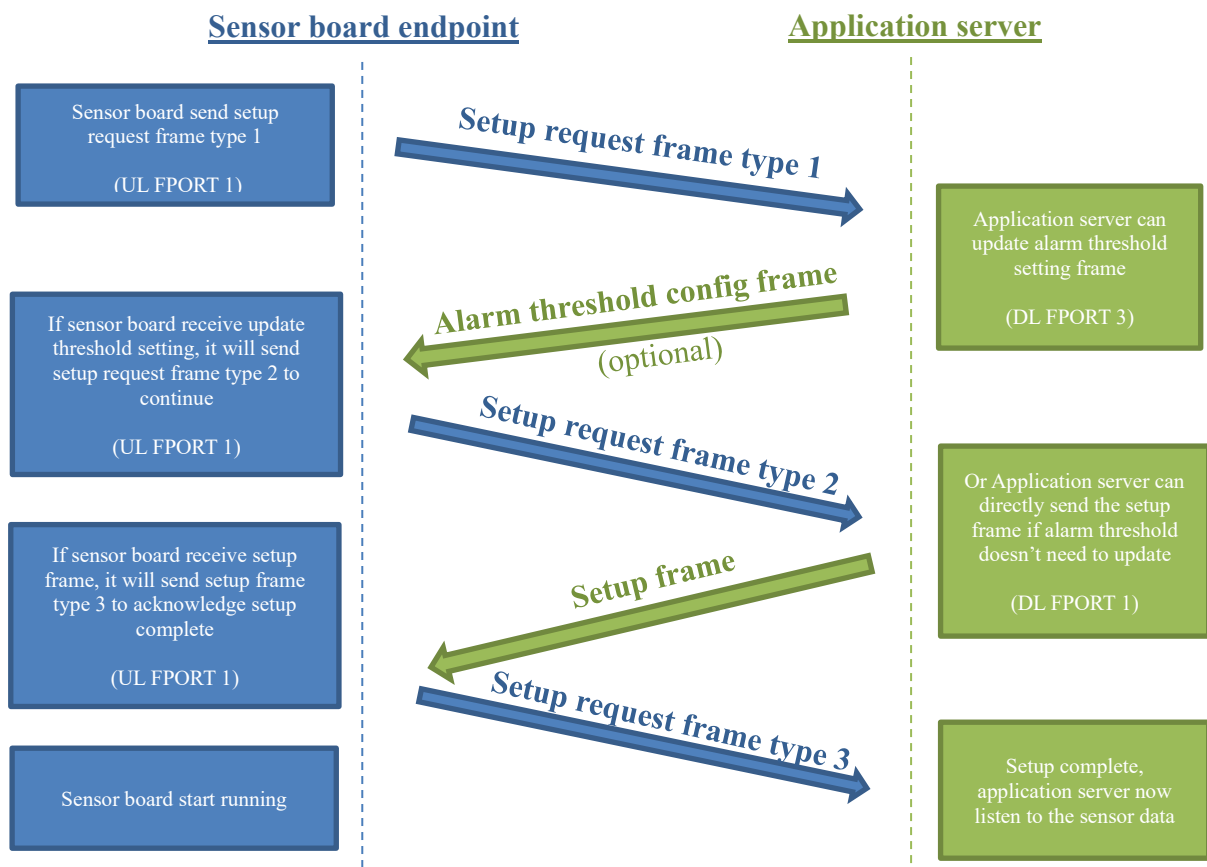 Sensor board endpoint
Application server
Sensor board send setup
request frame type 1
(UL FPORT 1)
Setup request frame type 1
Application server can
update alarm threshold
setting frame
(DL FPORT 3)
Alarm threshold config frame
(optional)
If sensor board receive update
threshold setting, it will send
setup request frame type 2 to
continue
(UL FPORT 1)
Setup request frame type 2
Or Application server can
directly send the setup
frame if alarm threshold
doesn't need to update
(DL FPORT 1)
Setup frame
If sensor board receive setup
frame, it will send setup frame
type 3 to acknowledge setup
complete
(UL FPORT 1)
Setup request frame type 3
Sensor board start running
Setup complete,
application server now
listen to the sensor data